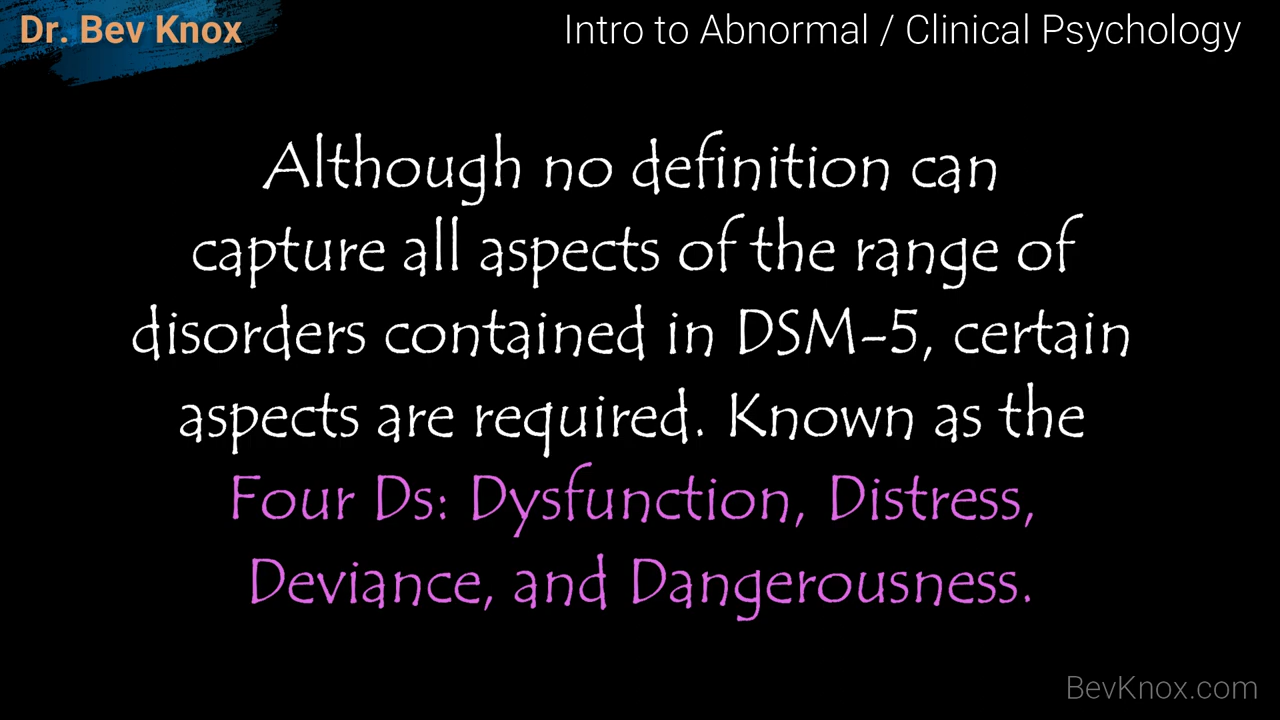 Dr. Bev Knox
Intro to Abnormal / Clinical Psychology
Although no definition can
capture all aspects of the range of
disorders contained in DSM-5, certain
aspects are required. Known as the
Four Ds: Dysfunction, Distress,
Deviance, and Dangerousness.
BevKnox.com